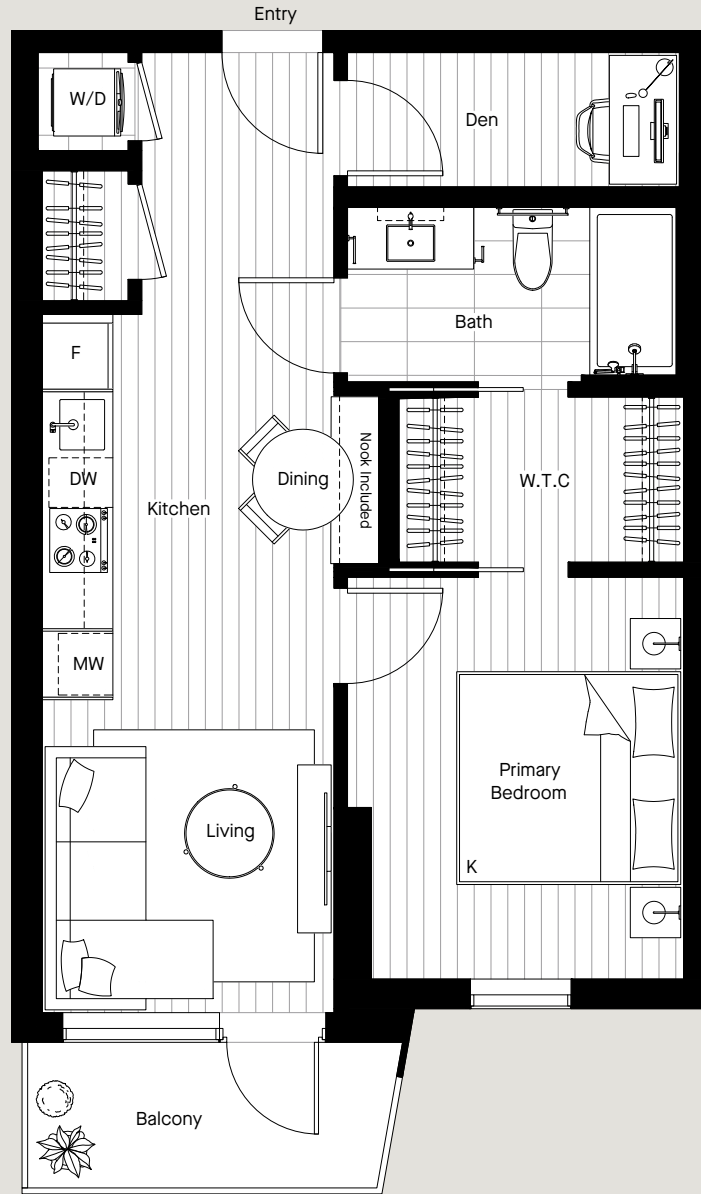 Entry
W/D
Den
Bath
F
DW
Kitchen
Dining
Nook Included
W.T.C
MW
Primary
Bedroom
K
Living
Balcony